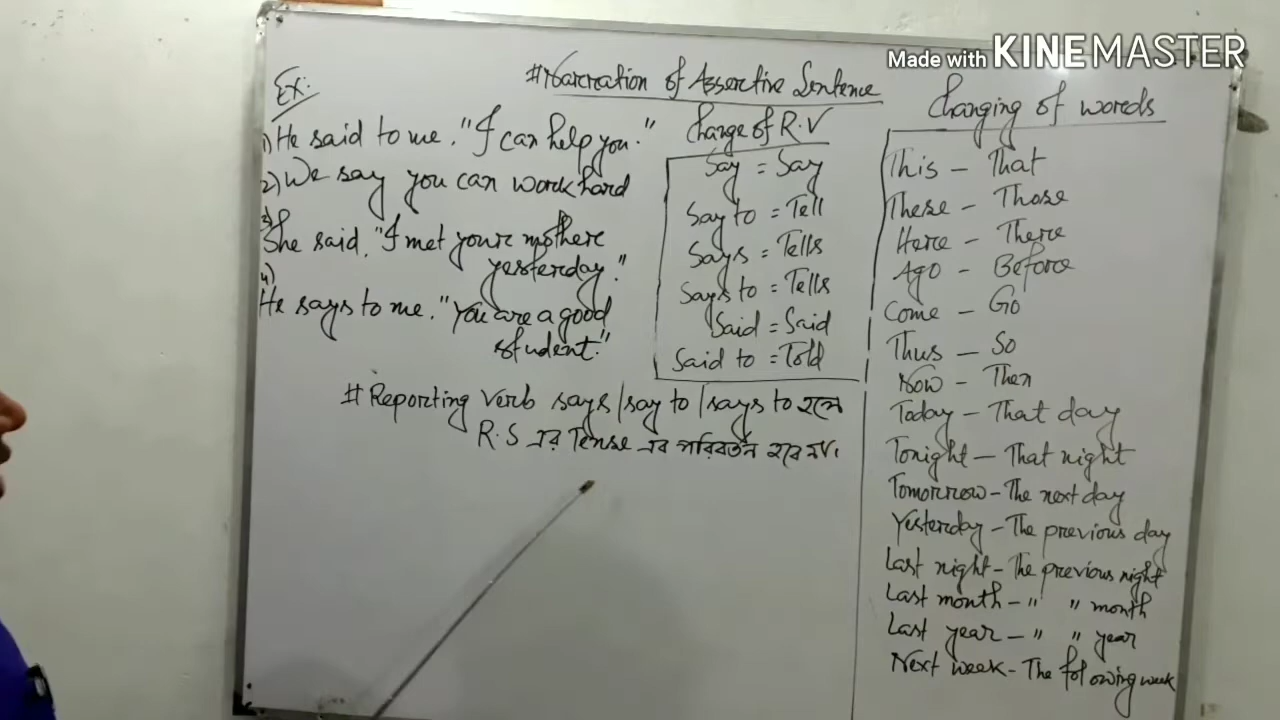 Made with KINEMASTER
#Narration of Assertive Sentence
Ex:
1) He said to me. "I can help you."
2) We say you can work hard
3)
She said, "I met your mother
yesterday."
4)
He says to me. "You are a good
student."
Change of R.V
Say = Say
Say to = Tell
Says = Tells
Says to = Tells
Said = Said
Said to = Told
# Reporting Verb says/say to/says to হলে
R.S এর Tense এর পরিবর্তন হবে না।
Changing of words
This - That
These - Those
Here - There
Ago - Before
Come - Go
Thus - So
Now - Then
Today - That day
Tonight - That night
Tomorrow - The next day
Yesterday - The previous day
Last night - The previous night
Last month - " " month
Last year - " " year
Next week - The following week